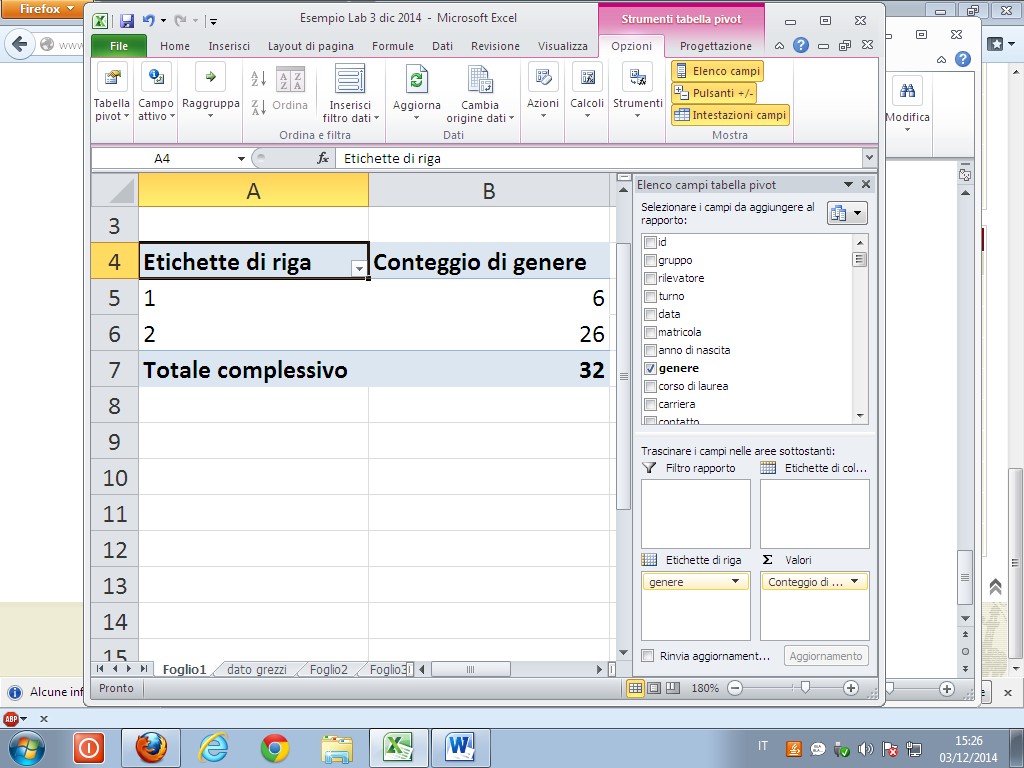 Firefox
www
Esempio Lab 3 dic 2014 - Microsoft Excel
Strumenti tabella pivot
File Home Inserisci Layout di pagina Formule Dati Revisione Visualizza Opzioni Progettazione
Tabella pivot
Campo attivo
Raggruppa
Ordina
Inserisci filtro dati
Ordina e filtra
Aggiorna
Cambia origine dati
Dati
Azioni
Calcoli
Strumenti
Elenco campi
Pulsanti +/-
Intestazioni campi
Mostra
Modifica
A4 fx Etichette di riga
A B
3
4 Etichette di riga Conteggio di genere
5 1 6
6 2 26
7 Totale complessivo 32
8
9
10
11
12
13
14
15
Elenco campi tabella pivot
Selezionare i campi da aggiungere al
rapporto:
id
gruppo
rilevatore
turno
data
matricola
anno di nascita
genere
corso di laurea
carriera
contatto
Trascinare i campi nelle aree sottostanti:
Filtro rapporto Etichette di col...
Etichette di riga Σ Valori
genere Conteggio di ...
Rinvia aggiornament... Aggiornamento
Foglio1 dato grezzi Foglio2 Foglio3
Pronto 180%
Alcune inf
ABP
IT
15:26
03/12/2014